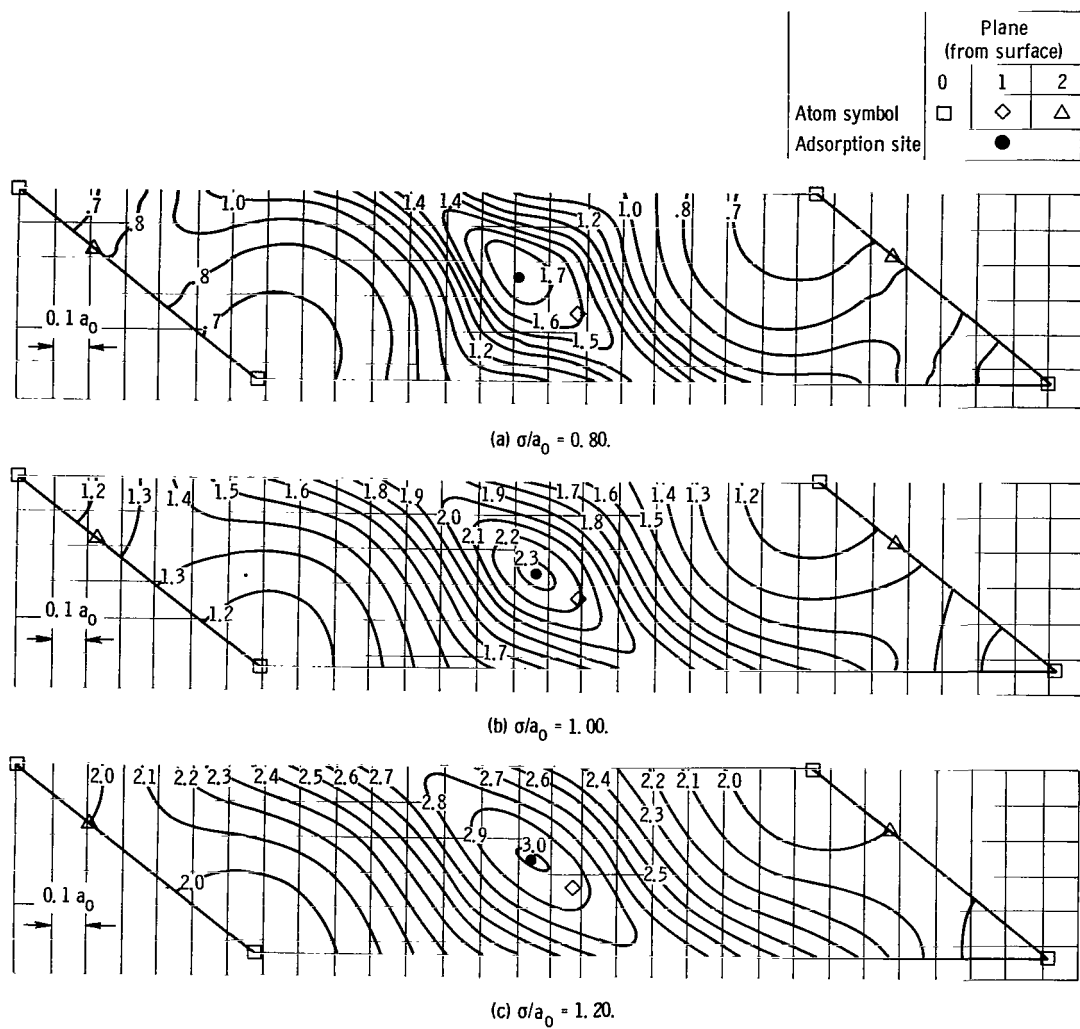 Plane
(from surface)
0 1 2
Atom symbol
Adsorption site
.7 .8 1.0 1.4 1.4 1.2 1.0 .8 .7
.8 1.7
.7 1.6 1.5
0.1 a0 1.2
(a) σ/a0 = 0.80.
1.2 1.3 1.4 1.5 1.6 1.8 1.9 1.9 1.7 1.6 1.4 1.3 1.2
2.0 1.8 1.5
2.1 2.2
2.3
1.3
0.1 a0 1.2
1.7
(b) σ/a0 = 1.00.
2.0 2.1 2.2 2.3 2.4 2.5 2.6 2.7 2.7 2.6 2.4 2.2 2.1 2.0
2.8 2.3
2.9 3.0
2.0 2.5
0.1 a0
(c) σ/a0 = 1.20.